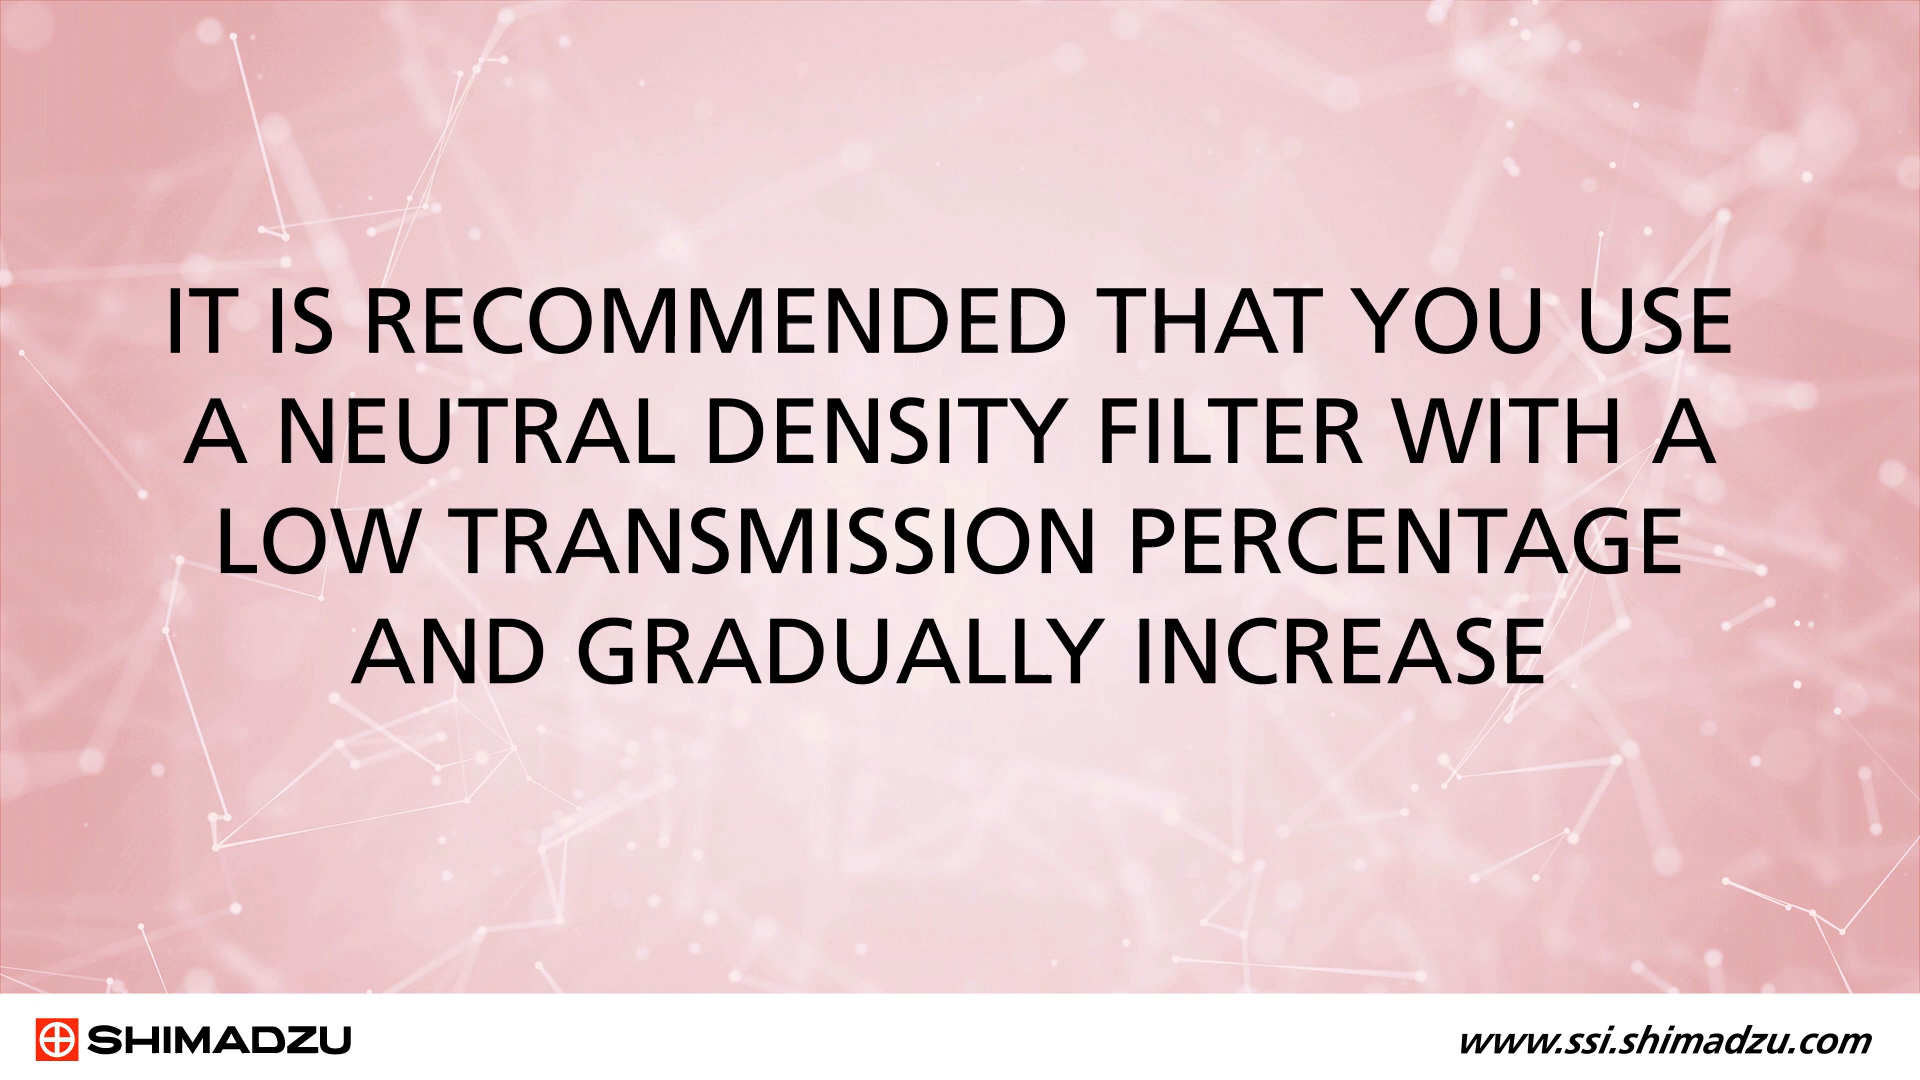 IT IS RECOMMENDED THAT YOU USE
A NEUTRAL DENSITY FILTER WITH A
LOW TRANSMISSION PERCENTAGE
AND GRADUALLY INCREASE
SHIMADZU
www.ssi.shimadzu.com